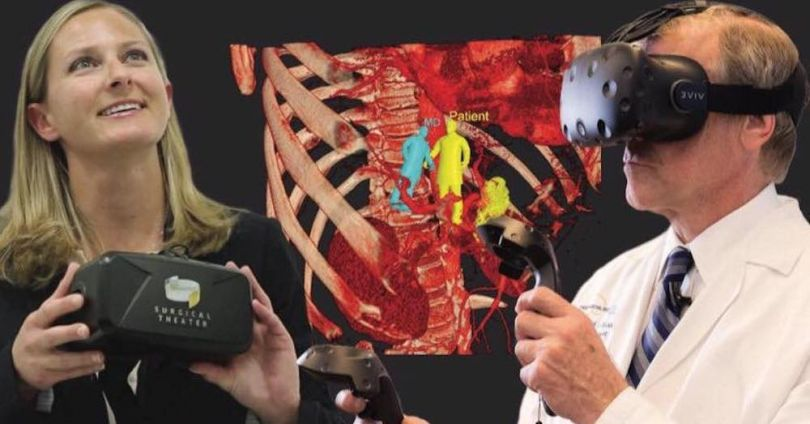 MD
Patient
VIVE
SURGICAL
THEATER